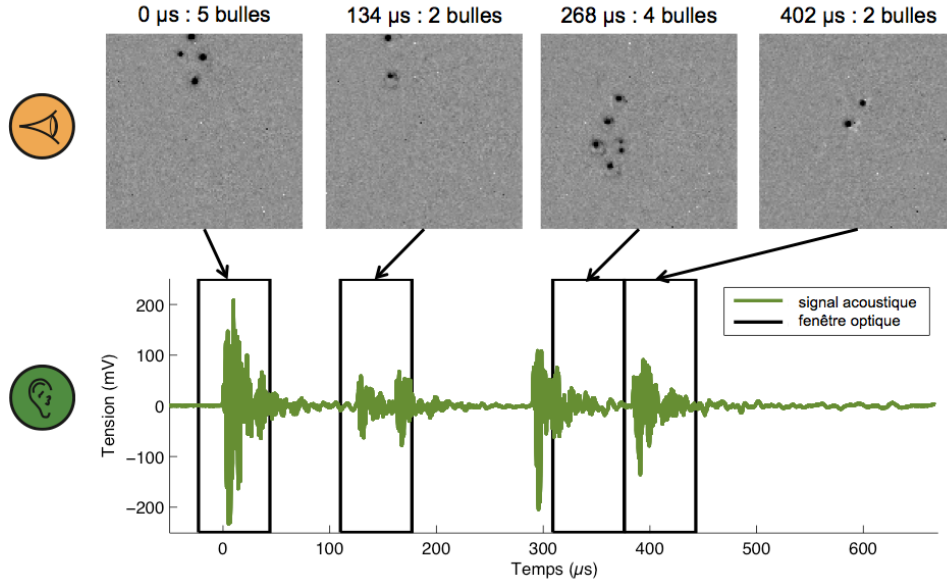 0 µs : 5 bulles
134 µs : 2 bulles
268 µs : 4 bulles
402 µs : 2 bulles
Tension (mV)
200
100
0
−100
−200
signal acoustique
fenêtre optique
0
100
200
300
400
500
600
Temps (µs)